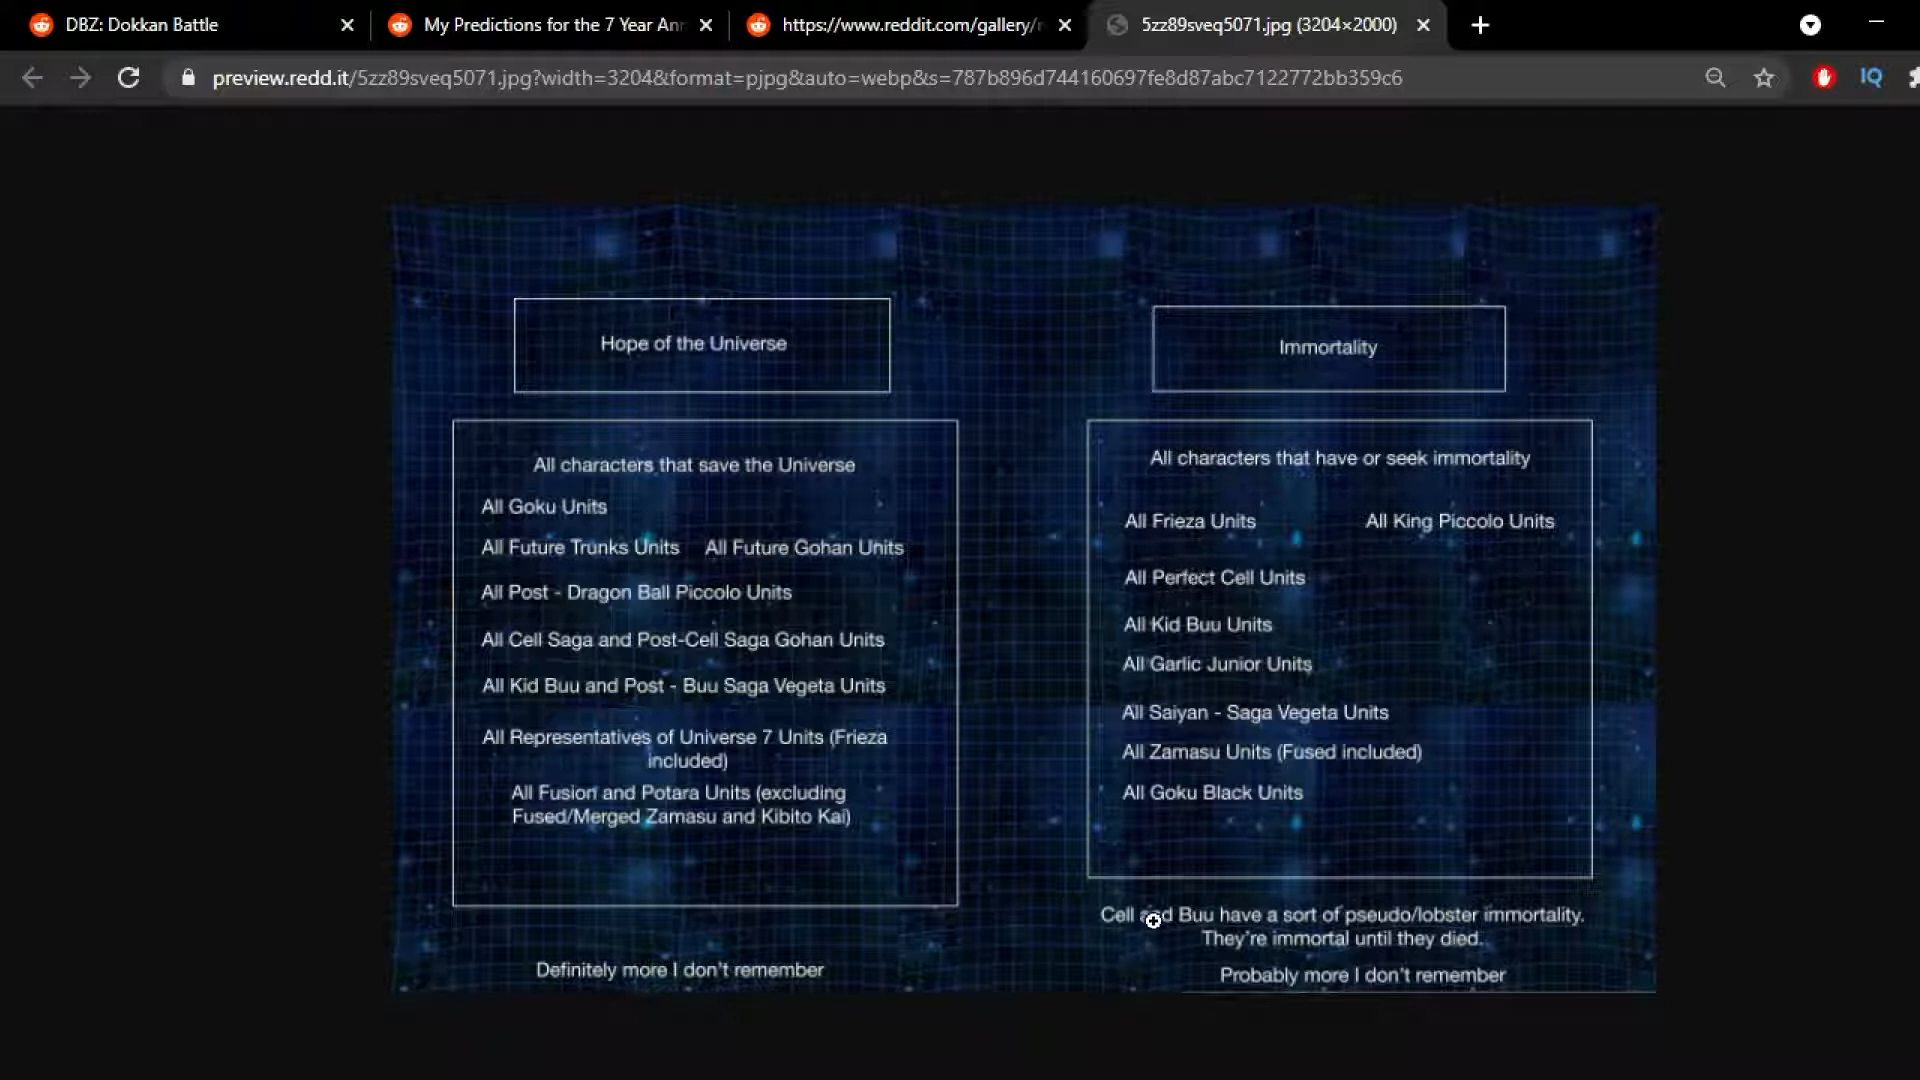 DBZ: Dokkan Battle
My Predictions for the 7 Year Anr
https://www.reddit.com/gallery/r
5zz89sveq5071.jpg (3204×2000)
preview.redd.it/5zz89sveq5071.jpg?width=3204&format=pjpg&auto=webp&s=787b896d744160697fe8d87abc7122772bb359c6
IQ
Hope of the Universe
All characters that save the Universe
All Goku Units
All Future Trunks Units All Future Gohan Units
All Post - Dragon Ball Piccolo Units
All Cell Saga and Post-Cell Saga Gohan Units
All Kid Buu and Post - Buu Saga Vegeta Units
All Representatives of Universe 7 Units (Frieza
included)
All Fusion and Potara Units (excluding
Fused/Merged Zamasu and Kibito Kai)
Definitely more I don't remember
Immortality
All characters that have or seek immortality
All Frieza Units All King Piccolo Units
All Perfect Cell Units
All Kid Buu Units
All Garlic Junior Units
All Saiyan - Saga Vegeta Units
All Zamasu Units (Fused included)
All Goku Black Units
Cell and Buu have a sort of pseudo/lobster immortality.
They're immortal until they died.
Probably more I don't remember